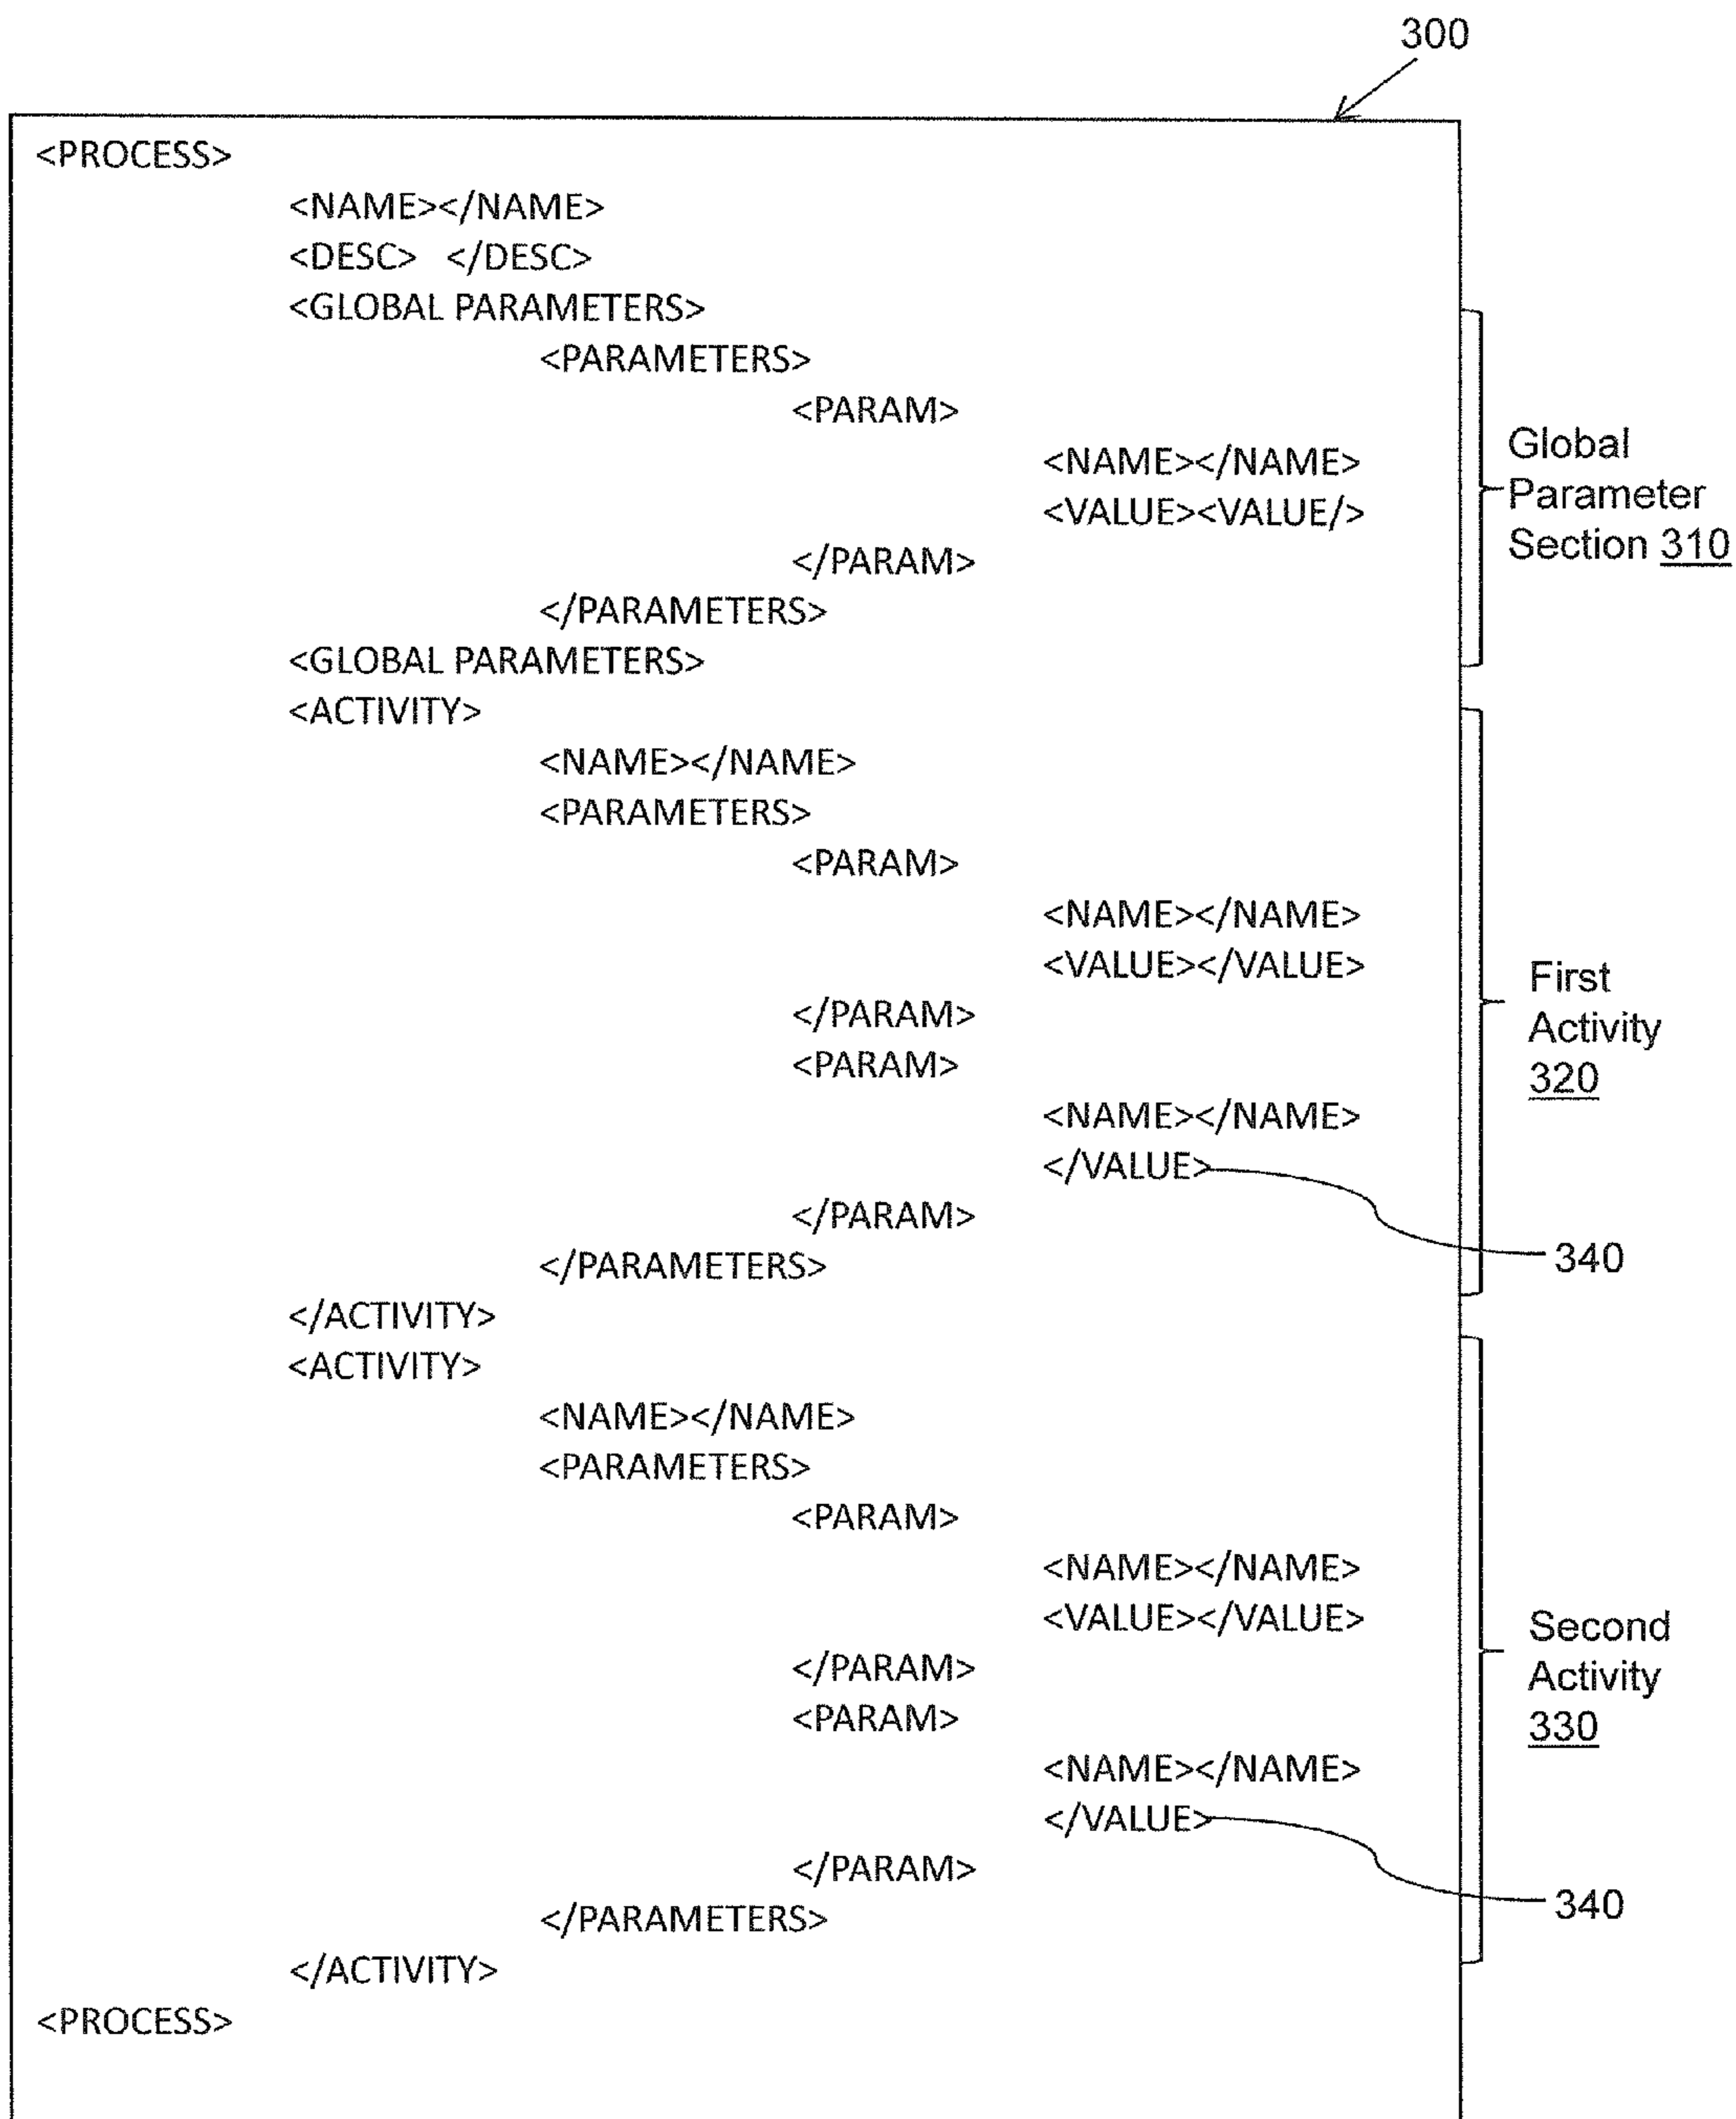 300
<PROCESS>
<NAME></NAME>
<DESC> </DESC>
<GLOBAL PARAMETERS>
<PARAMETERS>
<PARAM>
<NAME></NAME>
<VALUE><VALUE/>
</PARAM>
</PARAMETERS>
<GLOBAL PARAMETERS>
Global
Parameter
Section 310
<ACTIVITY>
<NAME></NAME>
<PARAMETERS>
<PARAM>
<NAME></NAME>
<VALUE></VALUE>
</PARAM>
<PARAM>
<NAME></NAME>
</VALUE>
340
</PARAM>
</PARAMETERS>
</ACTIVITY>
First
Activity
320
<ACTIVITY>
<NAME></NAME>
<PARAMETERS>
<PARAM>
<NAME></NAME>
<VALUE></VALUE>
</PARAM>
<PARAM>
<NAME></NAME>
</VALUE>
340
</PARAM>
</PARAMETERS>
</ACTIVITY>
Second
Activity
330
<PROCESS>